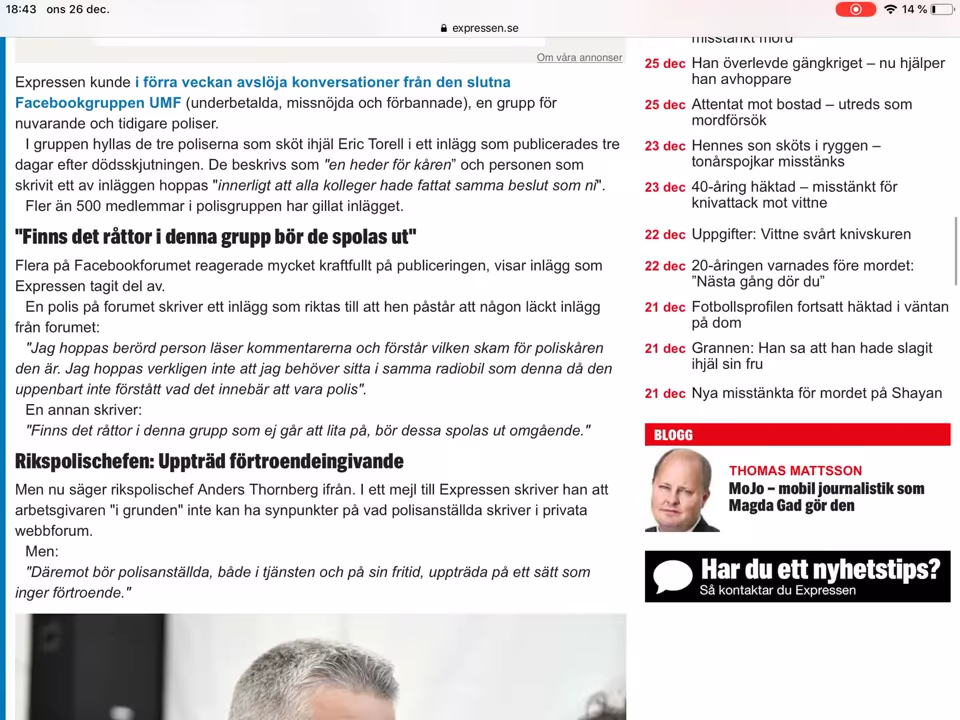 18:43 ons 26 dec.
14 %
expressen.se
Om våra annonser
Expressen kunde i förra veckan avslöja konversationer från den slutna
Facebookgruppen UMF (underbetalda, missnöjda och förbannade), en grupp för
nuvarande och tidigare poliser.
I gruppen hyllas de tre poliserna som sköt ihjäl Eric Torell i ett inlägg som publicerades tre
dagar efter dödsskjutningen. De beskrivs som "en heder för kåren” och personen som
skrivit ett av inläggen hoppas "innerligt att alla kolleger hade fattat samma beslut som ni".
Fler än 500 medlemmar i polisgruppen har gillat inlägget.
"Finns det råttor i denna grupp bör de spolas ut"
Flera på Facebookforumet reagerade mycket kraftfullt på publiceringen, visar inlägg som
Expressen tagit del av.
En polis på forumet skriver ett inlägg som riktas till att hen påstår att någon läckt inlägg
från forumet:
"Jag hoppas berörd person läser kommentarerna och förstår vilken skam för poliskåren
den är. Jag hoppas verkligen inte att jag behöver sitta i samma radiobil som denna då den
uppenbart inte förstått vad det innebär att vara polis".
En annan skriver:
"Finns det råttor i denna grupp som ej går att lita på, bör dessa spolas ut omgående."
Rikspolischefen: Uppträd förtroendeingivande
Men nu säger rikspolischef Anders Thornberg ifrån. I ett mejl till Expressen skriver han att
arbetsgivaren "i grunden" inte kan ha synpunkter på vad polisanställda skriver i privata
webbforum.
Men:
"Däremot bör polisanställda, både i tjänsten och på sin fritid, uppträda på ett sätt som
inger förtroende."
misstänkt mord
25 dec Han överlevde gängkriget – nu hjälper
han avhoppare
25 dec Attentat mot bostad – utreds som
mordförsök
23 dec Hennes son sköts i ryggen –
tonårspojkar misstänks
23 dec 40-åring häktad – misstänkt för
knivattack mot vittne
22 dec Uppgifter: Vittne svårt knivskuren
22 dec 20-åringen varnades före mordet:
”Nästa gång dör du”
21 dec Fotbollsprofilen fortsatt häktad i väntan
på dom
21 dec Grannen: Han sa att han hade slagit
ihjäl sin fru
21 dec Nya misstänkta för mordet på Shayan
BLOGG
THOMAS MATTSSON
MoJo – mobil journalistik som
Magda Gad gör den
Har du ett nyhetstips?
Så kontaktar du Expressen